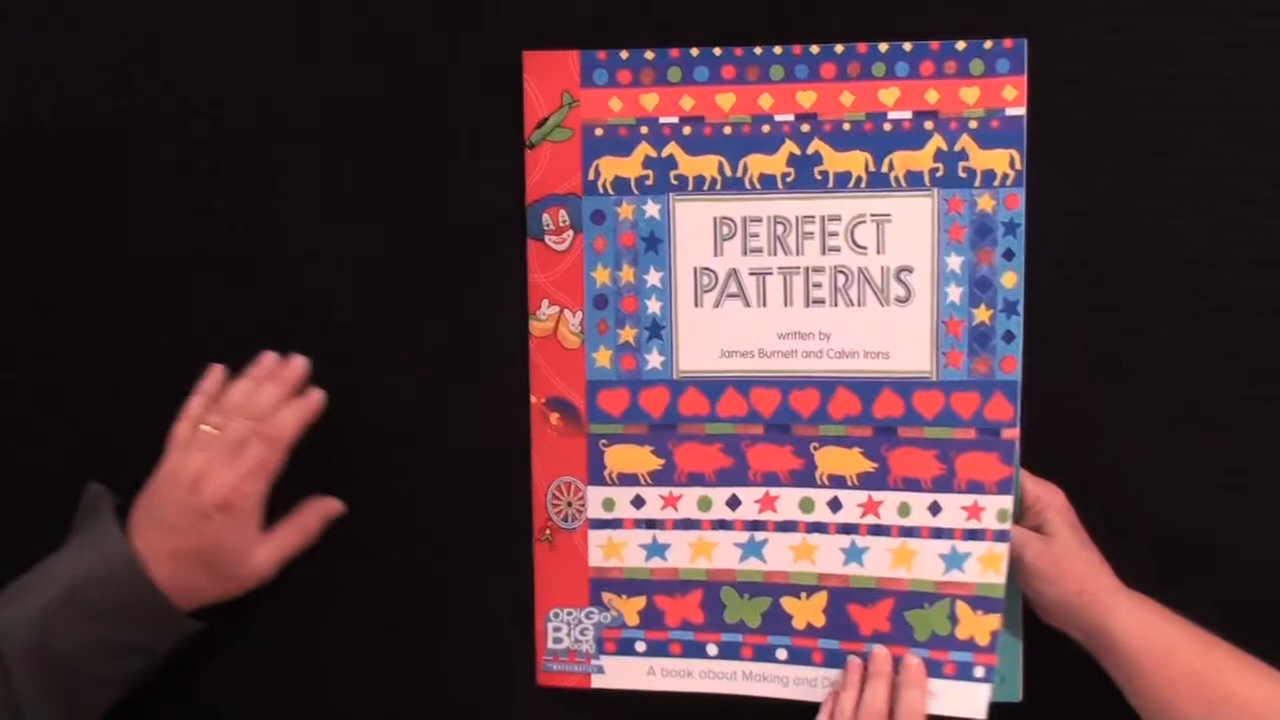 PERFECT
PATTERNS
written by
James Burnett and Calvin Irons
ORIGO
BIG
BOOK
A book about Making and